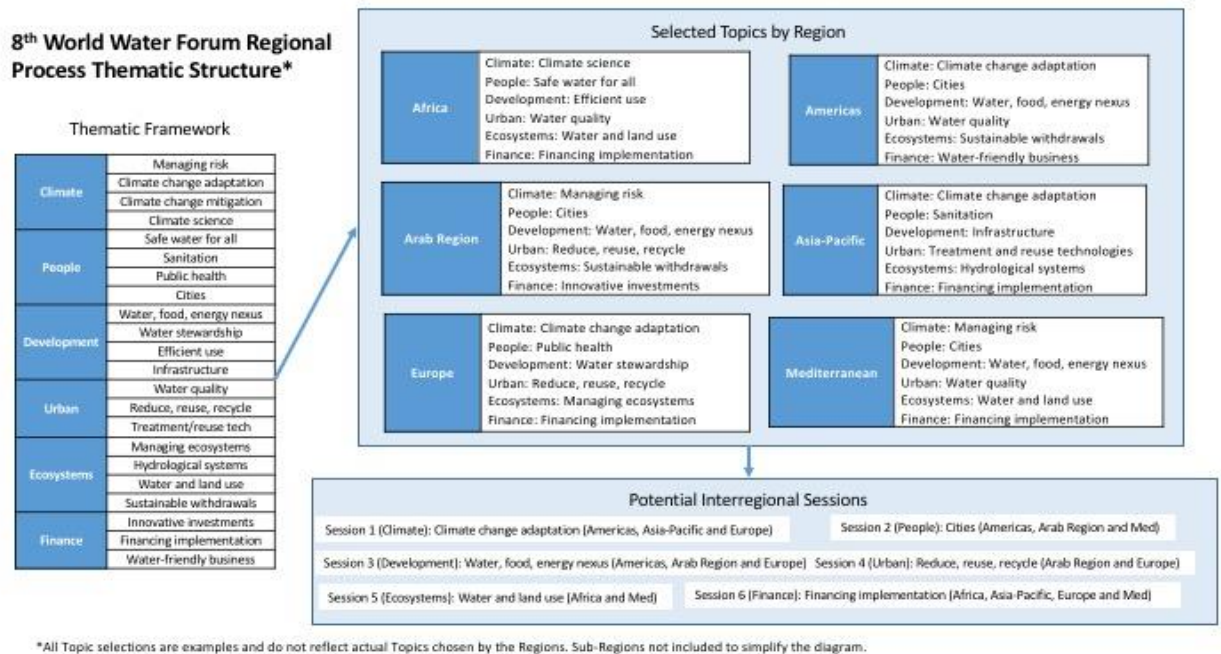 8th World Water Forum Regional
Process Thematic Structure*
Thematic Framework
Climate
Managing risk
Climate change adaptation
Climate change mitigation
Climate science
People
Safe water for all
Sanitation
Public health
Cities
Development
Water, food, energy nexus
Water stewardship
Efficient use
Infrastructure
Urban
Water quality
Reduce, reuse, recycle
Treatment/reuse tech
Ecosystems
Managing ecosystems
Hydrological systems
Water and land use
Sustainable withdrawals
Finance
Innovative investments
Financing implementation
Water-friendly business
Selected Topics by Region
Africa
Climate: Climate science
People: Safe water for all
Development: Efficient use
Urban: Water quality
Ecosystems: Water and land use
Finance: Financing implementation
Americas
Climate: Climate change adaptation
People: Cities
Development: Water, food, energy nexus
Urban: Water quality
Ecosystems: Sustainable withdrawals
Finance: Water-friendly business
Arab Region
Climate: Managing risk
People: Cities
Development: Water, food, energy nexus
Urban: Reduce, reuse, recycle
Ecosystems: Sustainable withdrawals
Finance: Innovative investments
Asia-Pacific
Climate: Climate change adaptation
People: Sanitation
Development: Infrastructure
Urban: Treatment and reuse technologies
Ecosystems: Hydrological systems
Finance: Financing implementation
Europe
Climate: Climate change adaptation
People: Public health
Development: Water stewardship
Urban: Reduce, reuse, recycle
Ecosystems: Managing ecosystems
Finance: Financing implementation
Mediterranean
Climate: Managing risk
People: Cities
Development: Water, food, energy nexus
Urban: Water quality
Ecosystems: Water and land use
Finance: Financing implementation
Potential Interregional Sessions
Session 1 (Climate): Climate change adaptation (Americas, Asia-Pacific and Europe)
Session 2 (People): Cities (Americas, Arab Region and Med)
Session 3 (Development): Water, food, energy nexus (Americas, Arab Region and Europe)
Session 4 (Urban): Reduce, reuse, recycle (Arab Region and Europe)
Session 5 (Ecosystems): Water and land use (Africa and Med)
Session 6 (Finance): Financing implementation (Africa, Asia-Pacific, Europe and Med)
*All Topic selections are examples and do not reflect actual Topics chosen by the Regions. Sub-Regions not included to simplify the diagram.